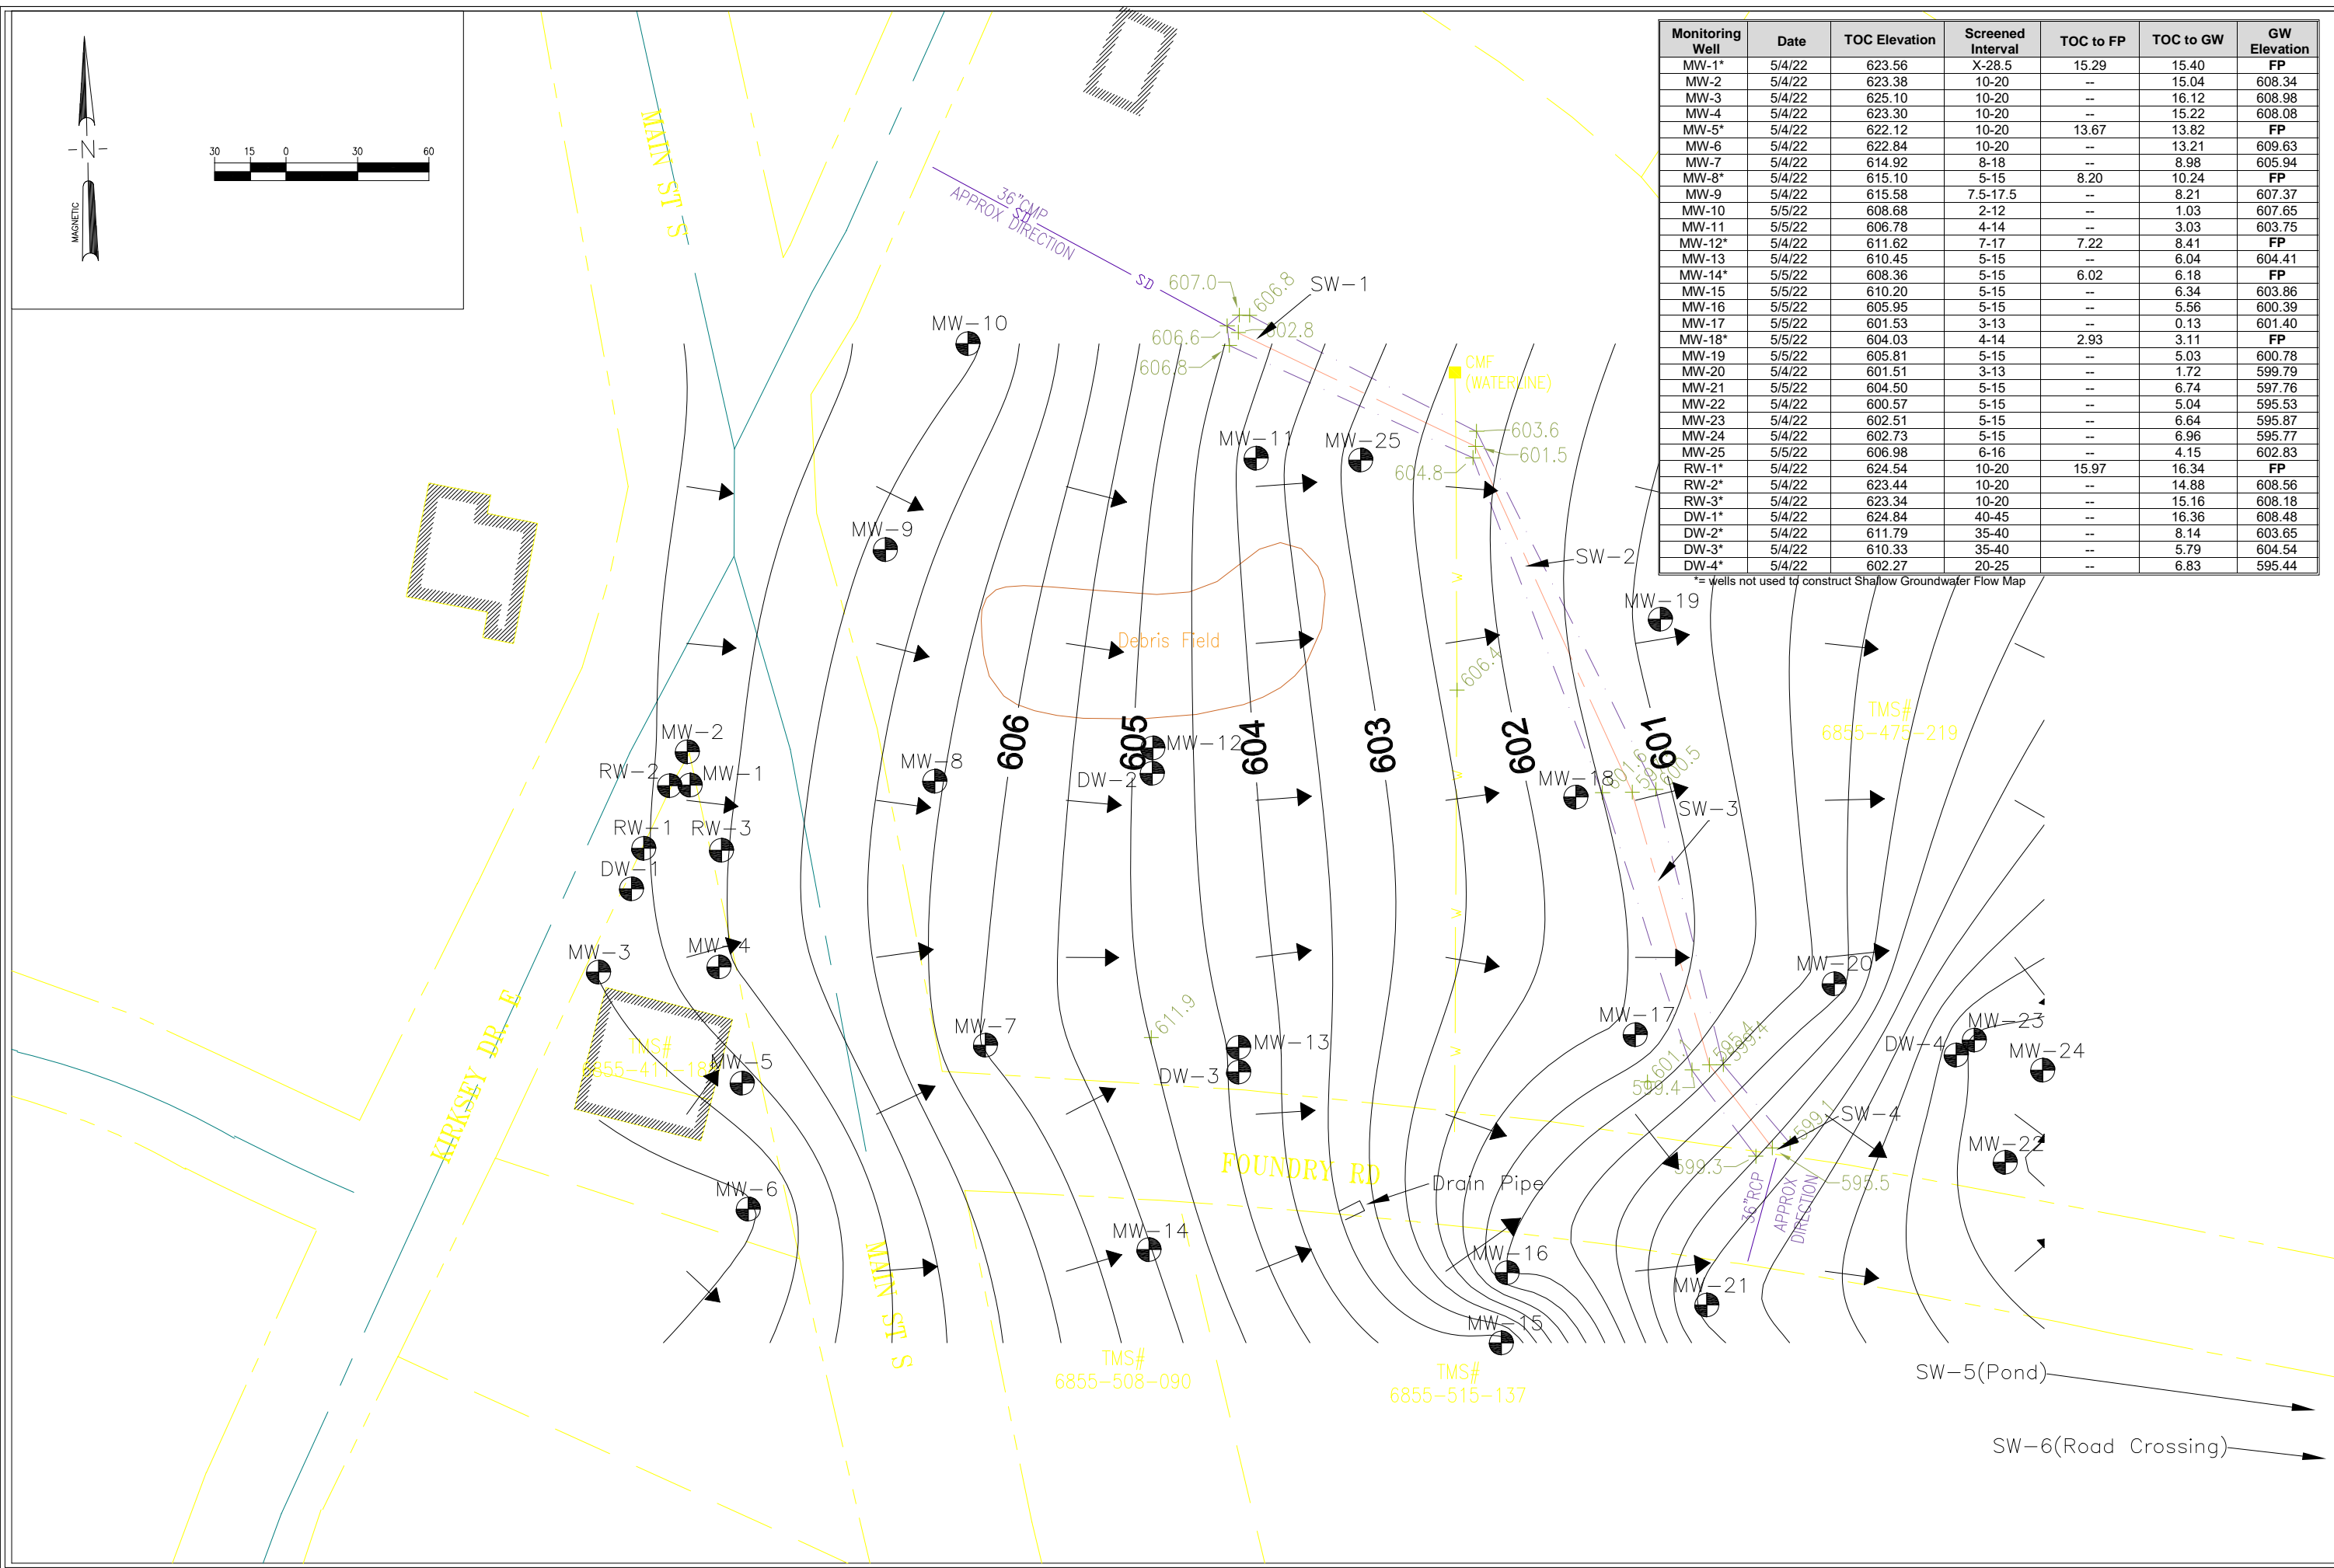 -N-
MAGNETIC
30 15 0 30 60
Monitoring Well Date TOC Elevation Screened Interval TOC to FP TOC to GW GW Elevation
MW-1* 5/4/22 623.56 X-28.5 15.29 15.40 FP
MW-2 5/4/22 623.38 10-20 -- 15.04 608.34
MW-3 5/4/22 625.10 10-20 -- 16.12 608.98
MW-4 5/4/22 623.30 10-20 -- 15.22 608.08
MW-5* 5/4/22 622.12 10-20 13.67 13.82 FP
MW-6 5/4/22 622.84 10-20 -- 13.21 609.63
MW-7 5/4/22 614.92 8-18 -- 8.98 605.94
MW-8* 5/4/22 615.10 5-15 8.20 10.24 FP
MW-9 5/4/22 615.58 7.5-17.5 -- 8.21 607.37
MW-10 5/5/22 608.68 2-12 -- 1.03 607.65
MW-11 5/5/22 606.78 4-14 -- 3.03 603.75
MW-12* 5/4/22 611.62 7-17 7.22 8.41 FP
MW-13 5/4/22 610.45 5-15 -- 6.04 604.41
MW-14* 5/5/22 608.36 5-15 6.02 6.18 FP
MW-15 5/5/22 610.20 5-15 -- 6.34 603.86
MW-16 5/5/22 605.95 5-15 -- 5.56 600.39
MW-17 5/5/22 601.53 3-13 -- 0.13 601.40
MW-18* 5/5/22 604.03 4-14 2.93 3.11 FP
MW-19 5/5/22 605.81 5-15 -- 5.03 600.78
MW-20 5/4/22 601.51 3-13 -- 1.72 599.79
MW-21 5/5/22 604.50 5-15 -- 6.74 597.76
MW-22 5/4/22 600.57 5-15 -- 5.04 595.53
MW-23 5/4/22 602.51 5-15 -- 6.64 595.87
MW-24 5/4/22 602.73 5-15 -- 6.96 595.77
MW-25 5/5/22 606.98 6-16 -- 4.15 602.83
RW-1* 5/4/22 624.54 10-20 15.97 16.34 FP
RW-2* 5/4/22 623.44 10-20 -- 14.88 608.56
RW-3* 5/4/22 623.34 10-20 -- 15.16 608.18
DW-1* 5/4/22 624.84 40-45 -- 16.36 608.48
DW-2* 5/4/22 611.79 35-40 -- 8.14 603.65
DW-3* 5/4/22 610.33 35-40 -- 5.79 604.54
DW-4* 5/4/22 602.27 20-25 -- 6.83 595.44
*= wells not used to construct Shallow Groundwater Flow Map
MAIN ST S
36"CMP
SD
APPROX DIRECTION
SD
607.0
606.8
SW-1
602.8
606.6
606.8
MW-10
CMF
(WATERLINE)
603.6
601.5
604.8
MW-11
MW-25
MW-9
SW-2
MW-19
Debris Field
606.4
TMS#
6855-475-219
606
605
604
603
602
601
MW-2
RW-2
MW-1
MW-8
MW-12
DW-2
MW-18
601.6
600.5
SW-3
RW-1
RW-3
DW-1
MW-3
MW-4
MW-20
MW-7
611.9
MW-13
DW-3
MW-17
MW-23
DW-4
MW-24
TMS#
MW-5
601.1
595.4
599.4
599.4
KIRKSEY DR. E
SW-4
599.1
599.3
595.5
MW-22
FOUNDRY RD
Drain Pipe
36"RCP
APPROX
DIRECTION
MW-6
MW-14
MW-16
MW-21
MW-15
MAIN ST S
TMS#
6855-508-090
TMS#
6855-515-137
SW-5(Pond)
SW-6(Road Crossing)